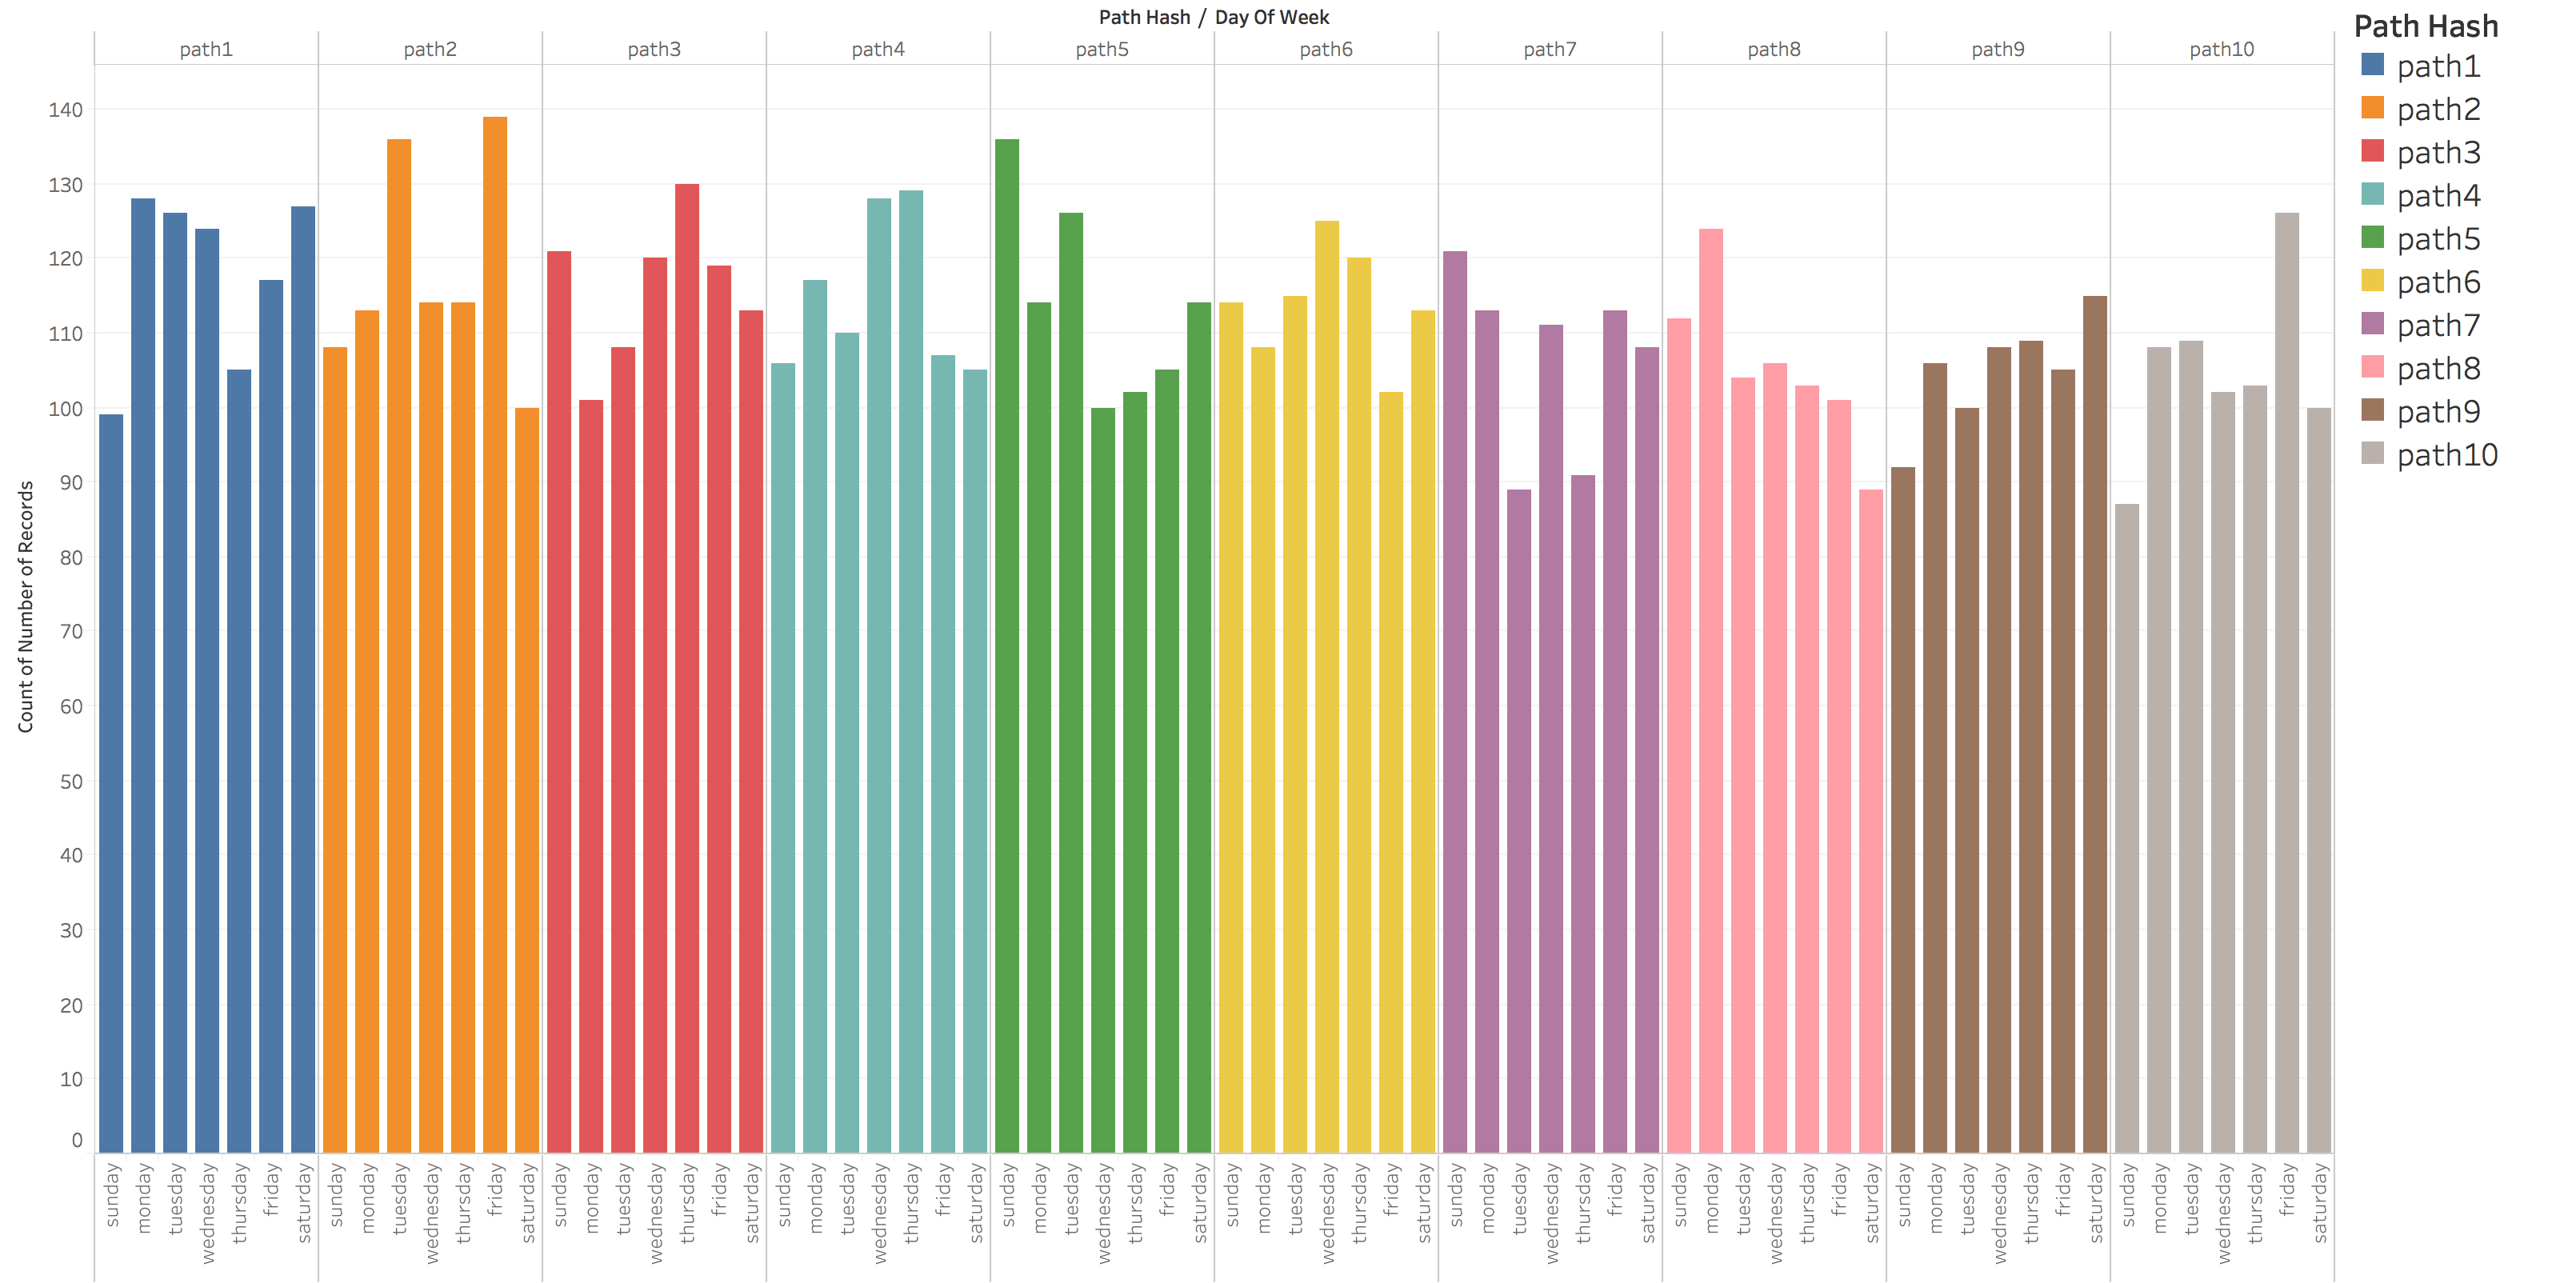 Path Hash / Day Of Week
path1 path2 path3 path4 path5 path6 path7 path8 path9 path10
140
130
120
110
100
90
80
70
60
50
40
30
20
10
0
Count of Number of Records
sunday monday tuesday wednesday thursday friday saturday sunday monday tuesday wednesday thursday friday saturday sunday monday tuesday wednesday thursday friday saturday sunday monday tuesday wednesday thursday friday saturday sunday monday tuesday wednesday thursday friday saturday sunday monday tuesday wednesday thursday friday saturday sunday monday tuesday wednesday thursday friday saturday sunday monday tuesday wednesday thursday friday saturday sunday monday tuesday wednesday thursday friday saturday sunday monday tuesday wednesday thursday friday saturday
Path Hash
path1
path2
path3
path4
path5
path6
path7
path8
path9
path10